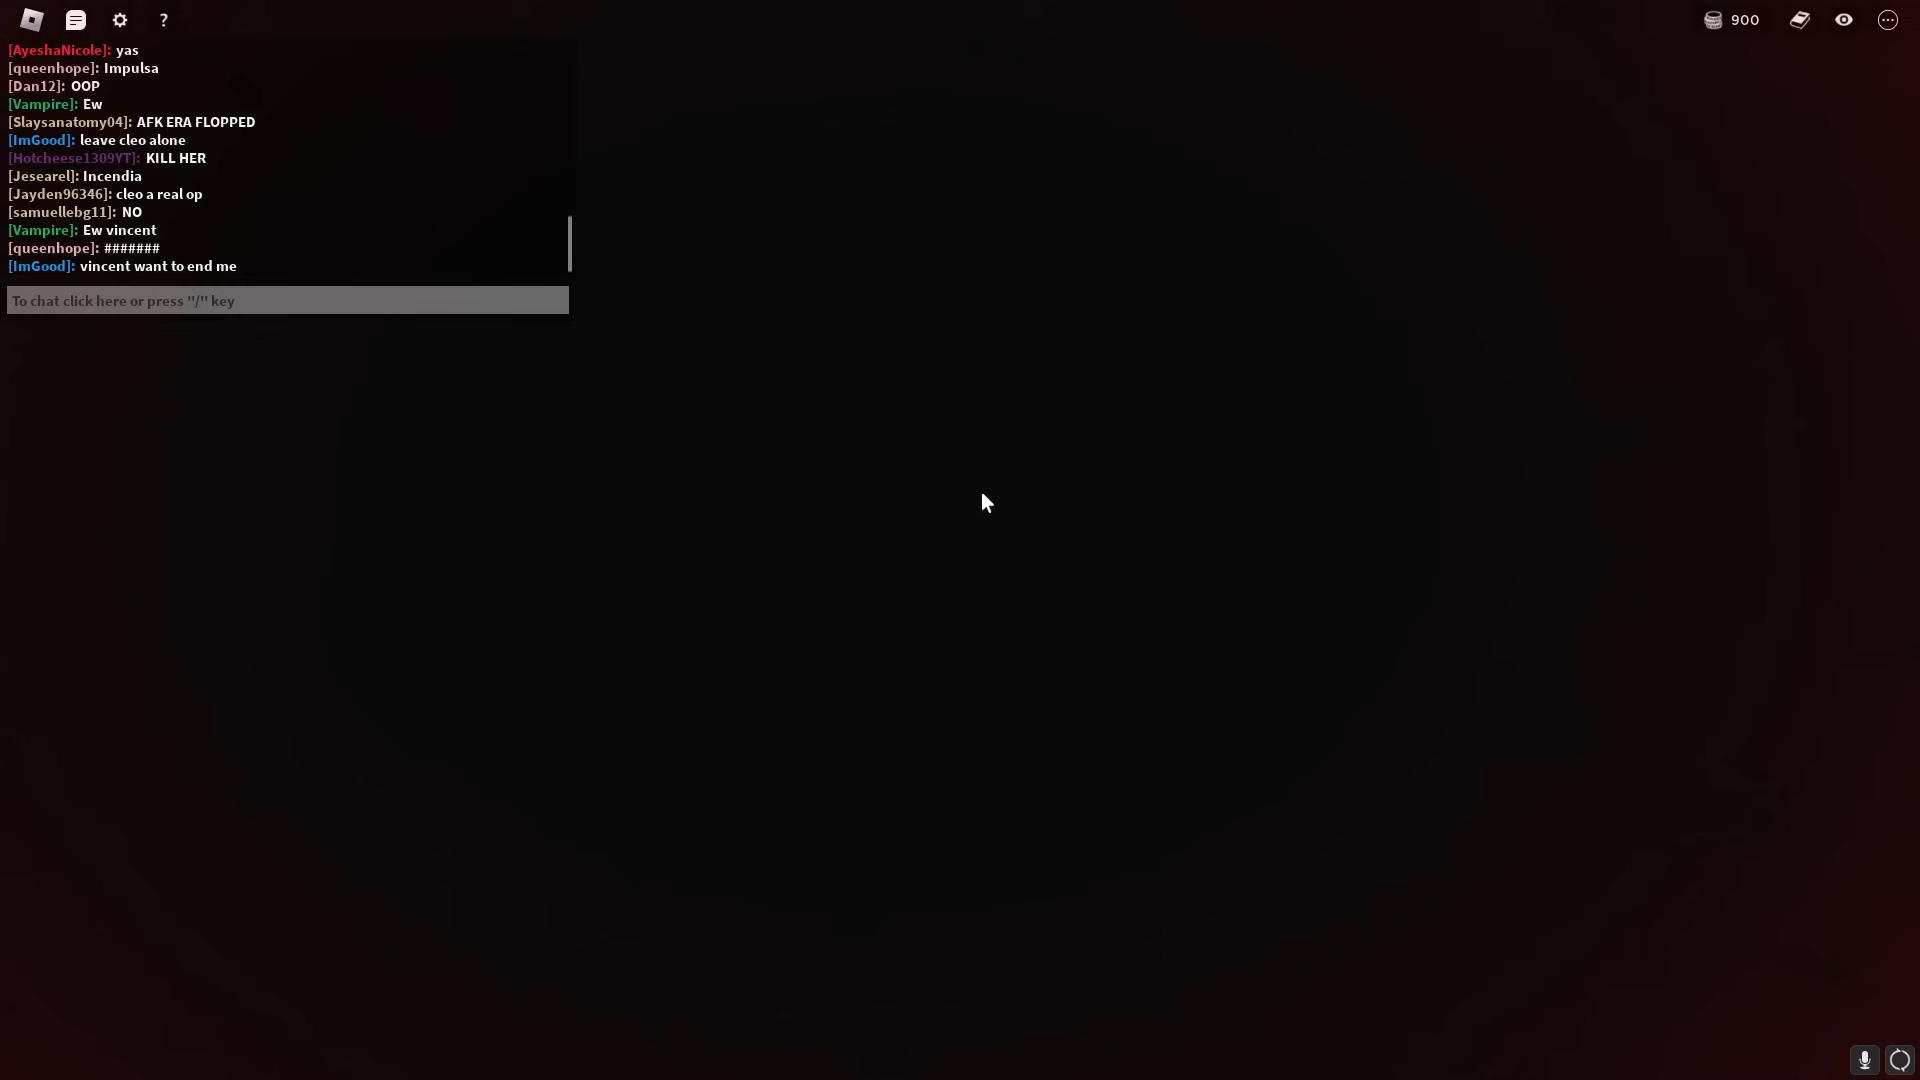 ?
900
[AyeshaNicole]: yas
[queenhope]: Impulsa
[Dan12]: OOP
[Vampire]: Ew
[Slaysanatomy04]: AFK ERA FLOPPED
[ImGood]: leave cleo alone
[Hotcheese1309YT]: KILL HER
[Jesearel]: Incendia
[Jayden96346]: cleo a real op
[samuellebg11]: NO
[Vampire]: Ew vincent
[queenhope]: #######
[ImGood]: vincent want to end me
To chat click here or press "/" key